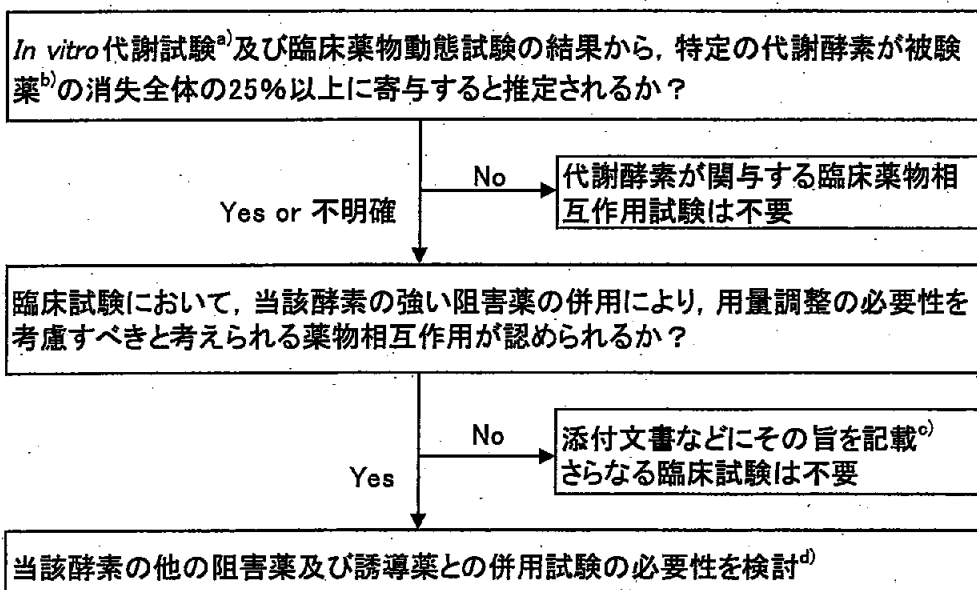 In vitro代謝試験a)及び臨床薬物動態試験の結果から，特定の代謝酵素が被験
薬b)の消失全体の25%以上に寄与すると推定されるか？
No
代謝酵素が関与する臨床薬物相
互作用試験は不要
Yes or 不明確
臨床試験において，当該酵素の強い阻害薬の併用により，用量調整の必要性を
考慮すべきと考えられる薬物相互作用が認められるか？
No
添付文書などにその旨を記載c)
さらなる臨床試験は不要
Yes
当該酵素の他の阻害薬及び誘導薬との併用試験の必要性を検討d)